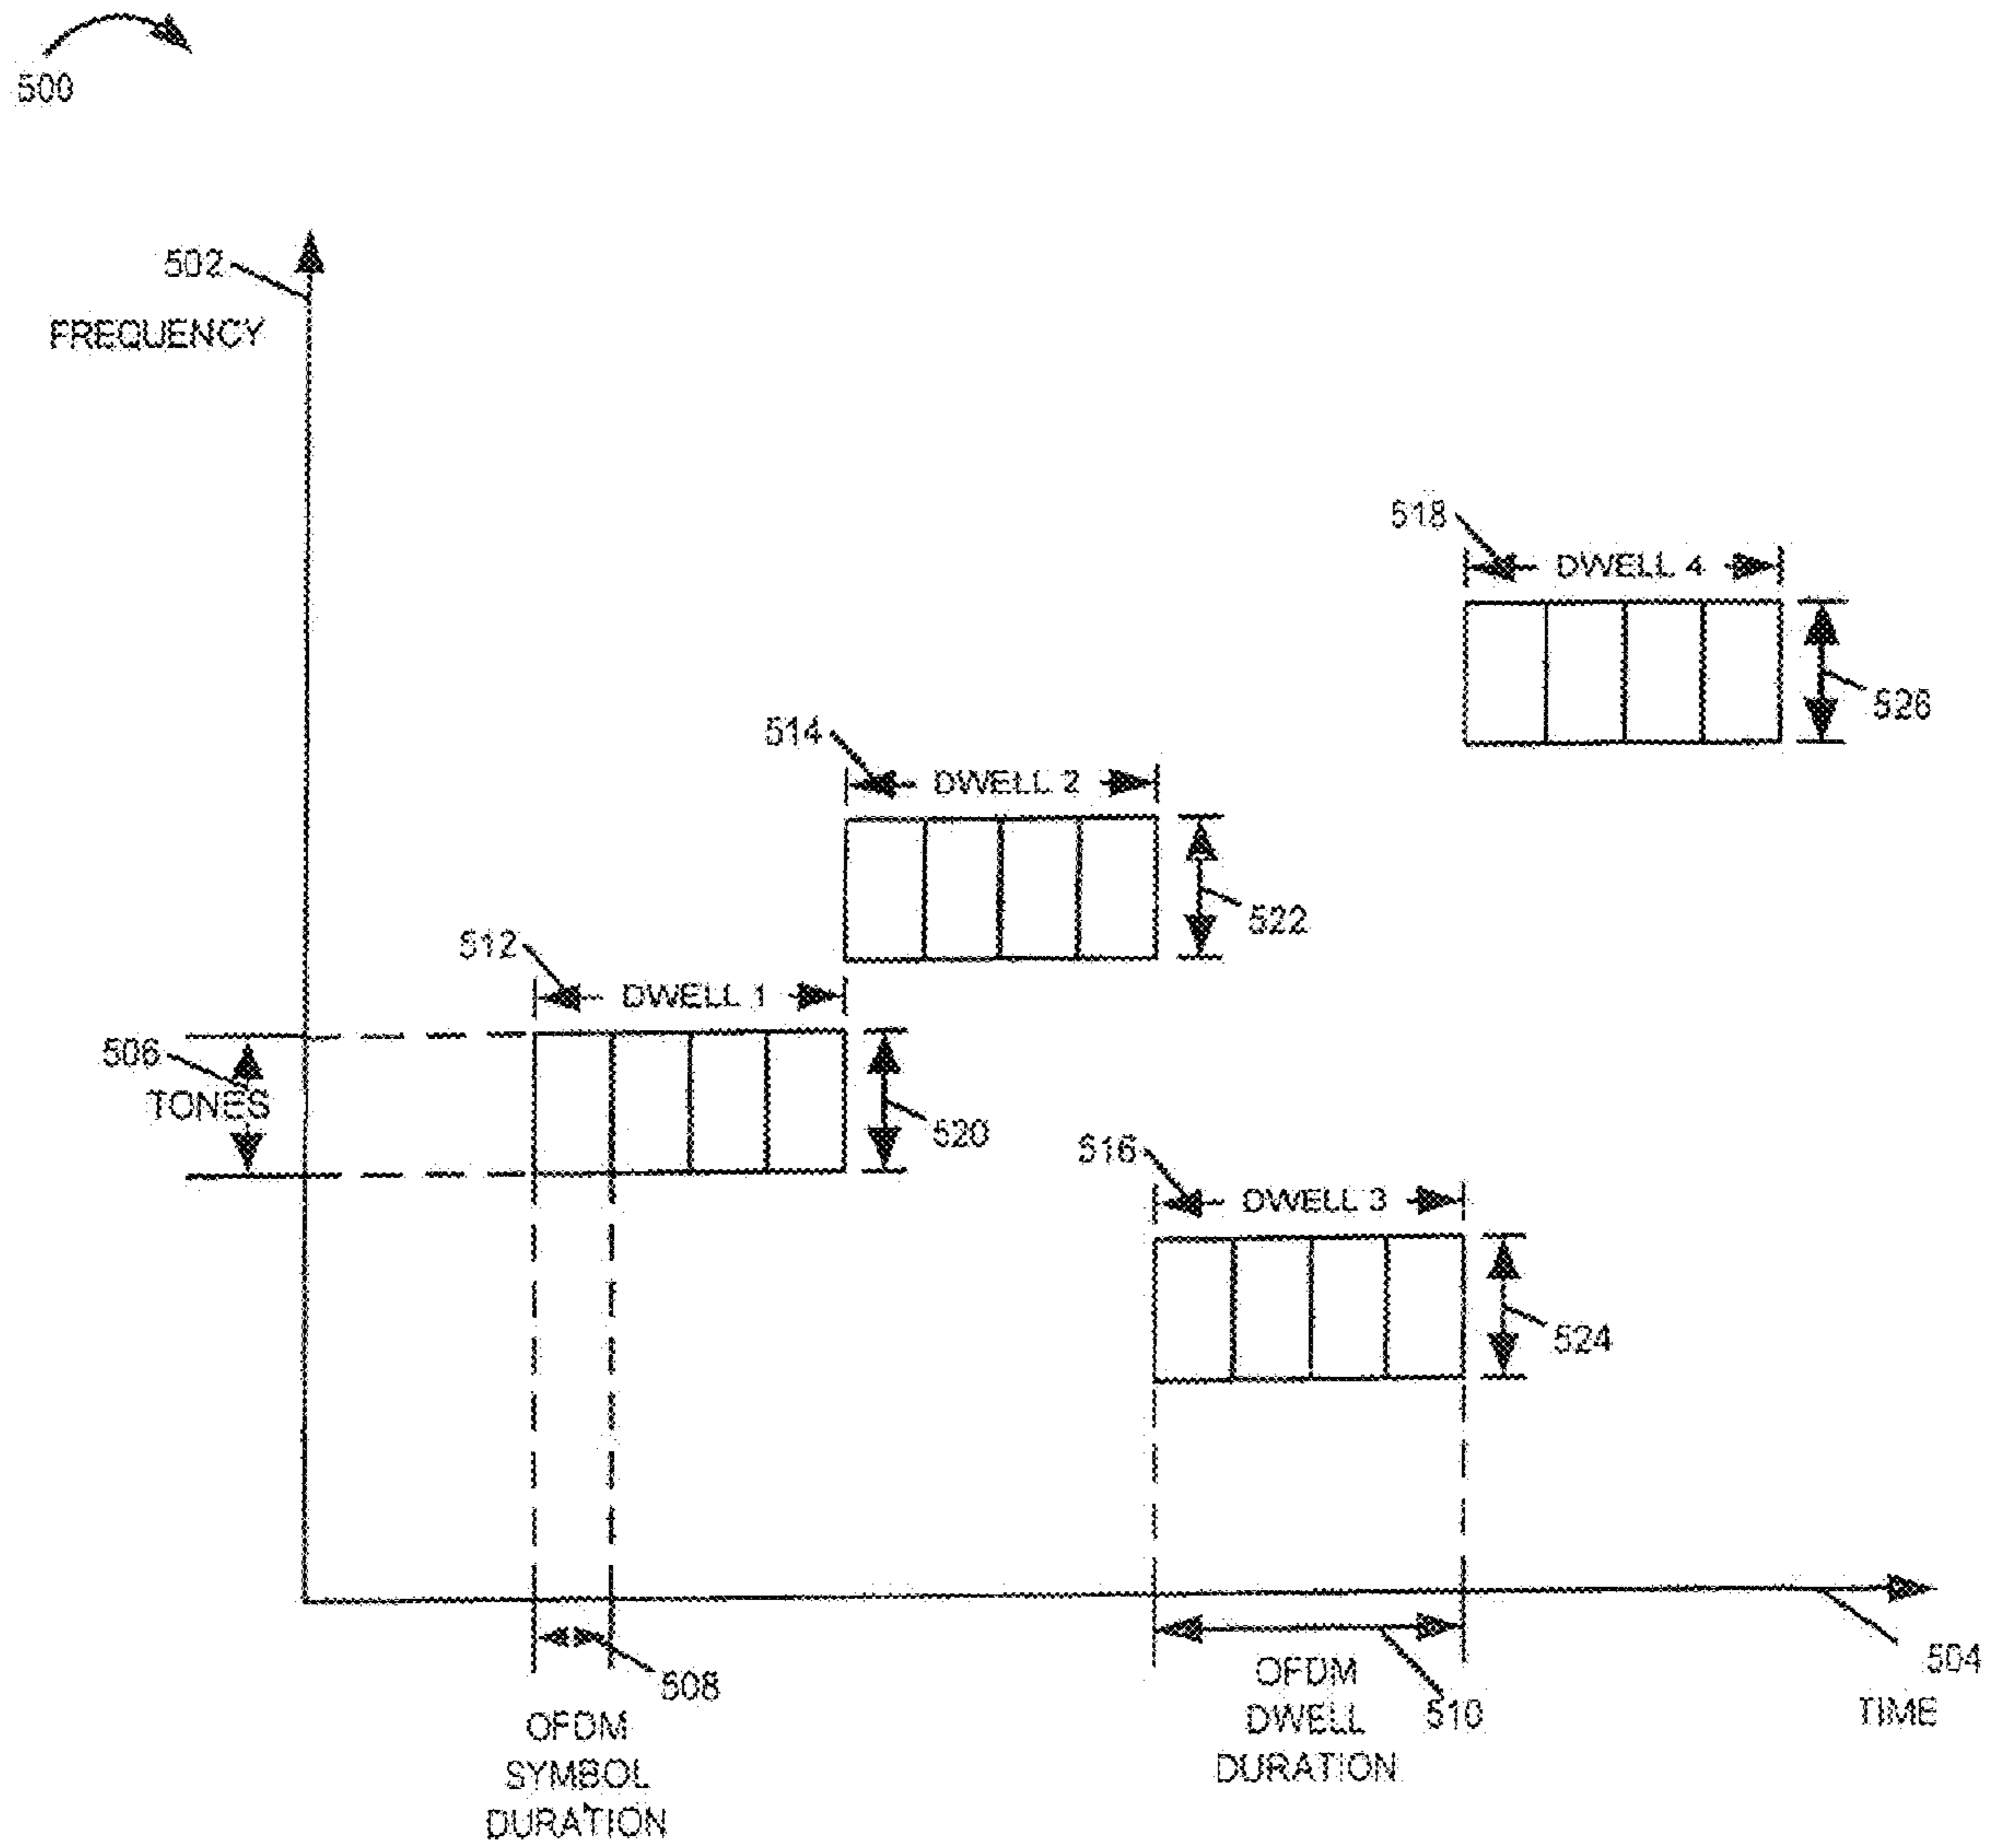 500
502
FREQUENCY
518
DWELL 4
526
514
DWELL 2
522
512
DWELL 1
506
TONES
520
516
DWELL 3
524
508
OFDM
SYMBOL
DURATION
OFDM
DWELL
DURATION
510
504
TIME